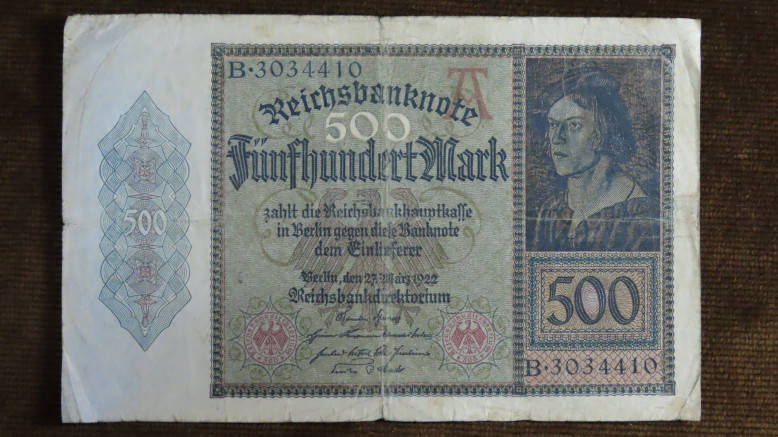 B·3034410
Reichsbanknote
500
Fünfhundert Mark
zahlt die Reichsbankhauptkasse
in Berlin gegen diese Banknote
dem Einlieferer
Berlin, den 27. März 1922
Reichsbankdirektorium
500
500
B·3034410